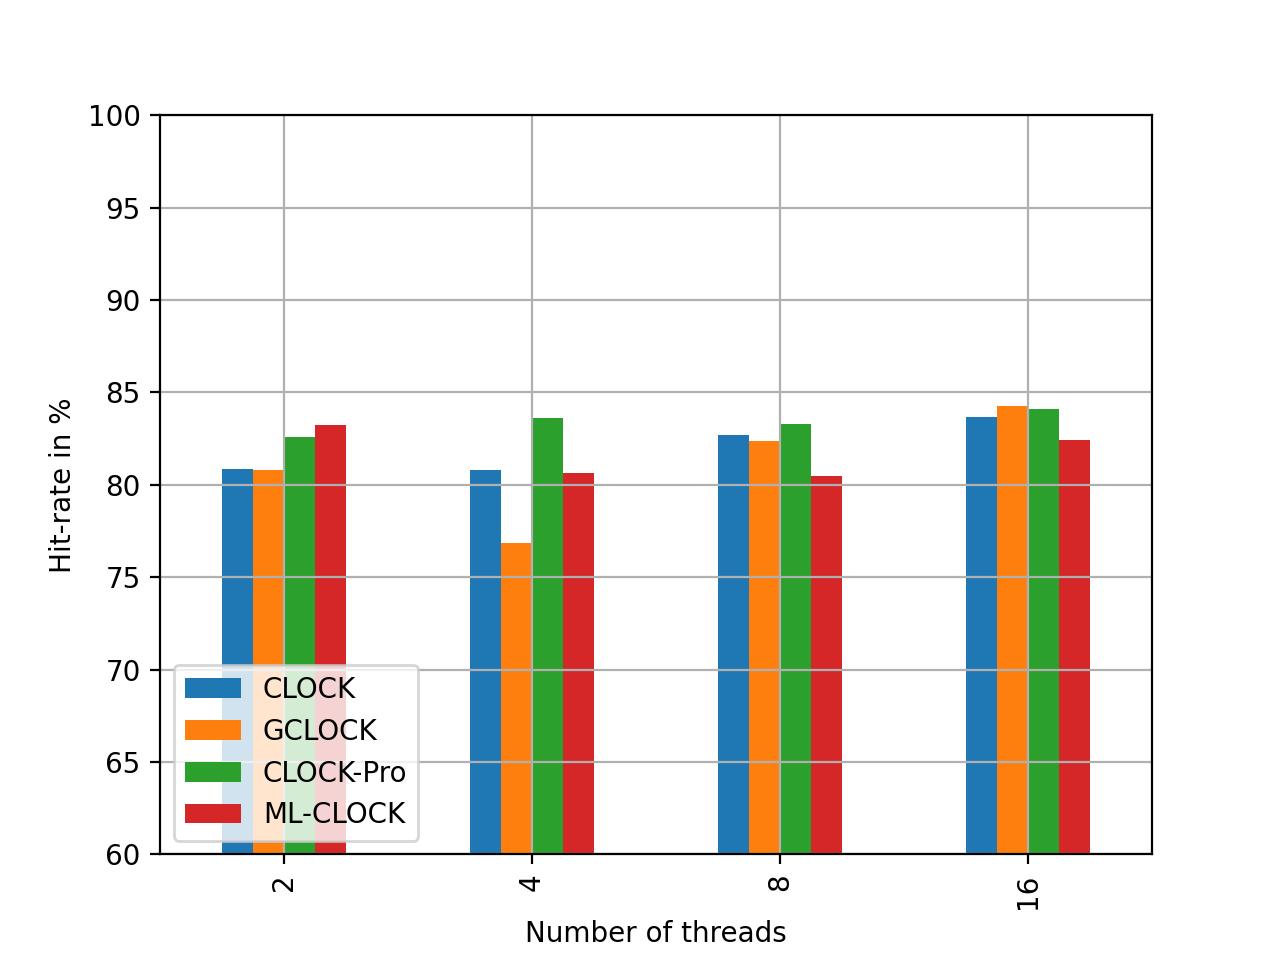 100
95
90
85
80
75
70
65
60
Hit-rate in %
CLOCK
GCLOCK
CLOCK-Pro
ML-CLOCK
2
4
8
16
Number of threads